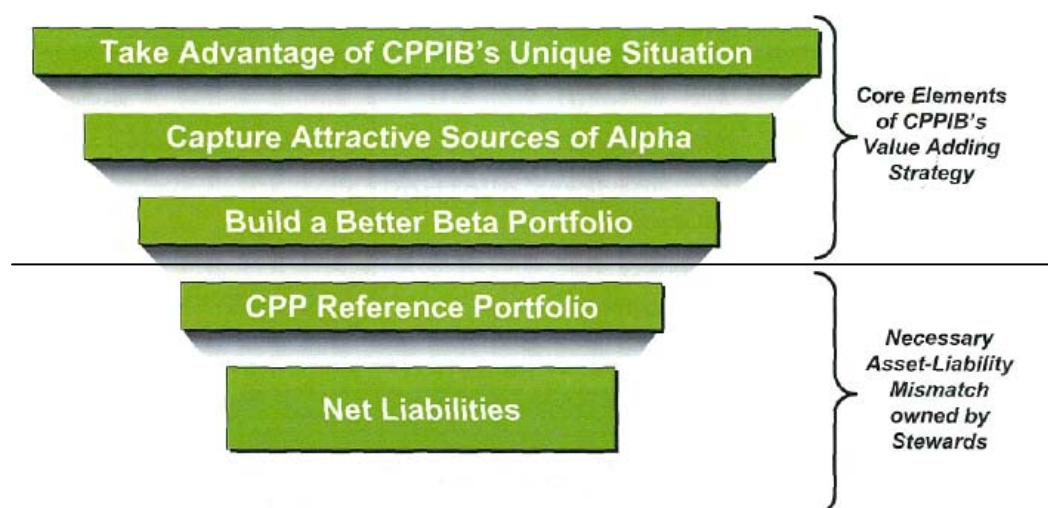 Take Advantage of CPPIB's Unique Situation
Capture Attractive Sources of Alpha
Build a Better Beta Portfolio
Core Elements
of CPPIB's
Value Adding
Strategy
CPP Reference Portfolio
Net Liabilities
Necessary
Asset-Liability
Mismatch
owned by
Stewards